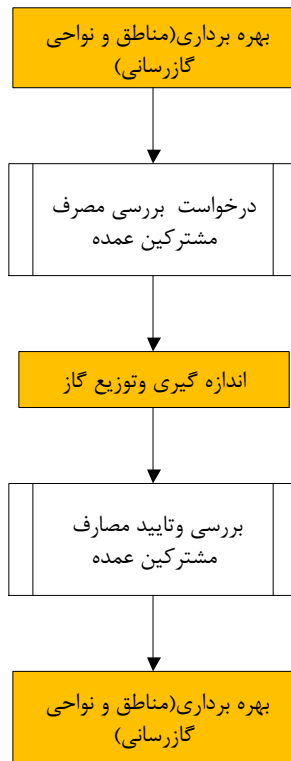 بهره برداری(مناطق و نواحی
گازرسانی)
درخواست بررسی مصرف
مشترکین عمده
اندازه گیری وتوزیع گاز
بررسی وتایید مصارف
مشترکین عمده
بهره برداری(مناطق و نواحی
گازرسانی)